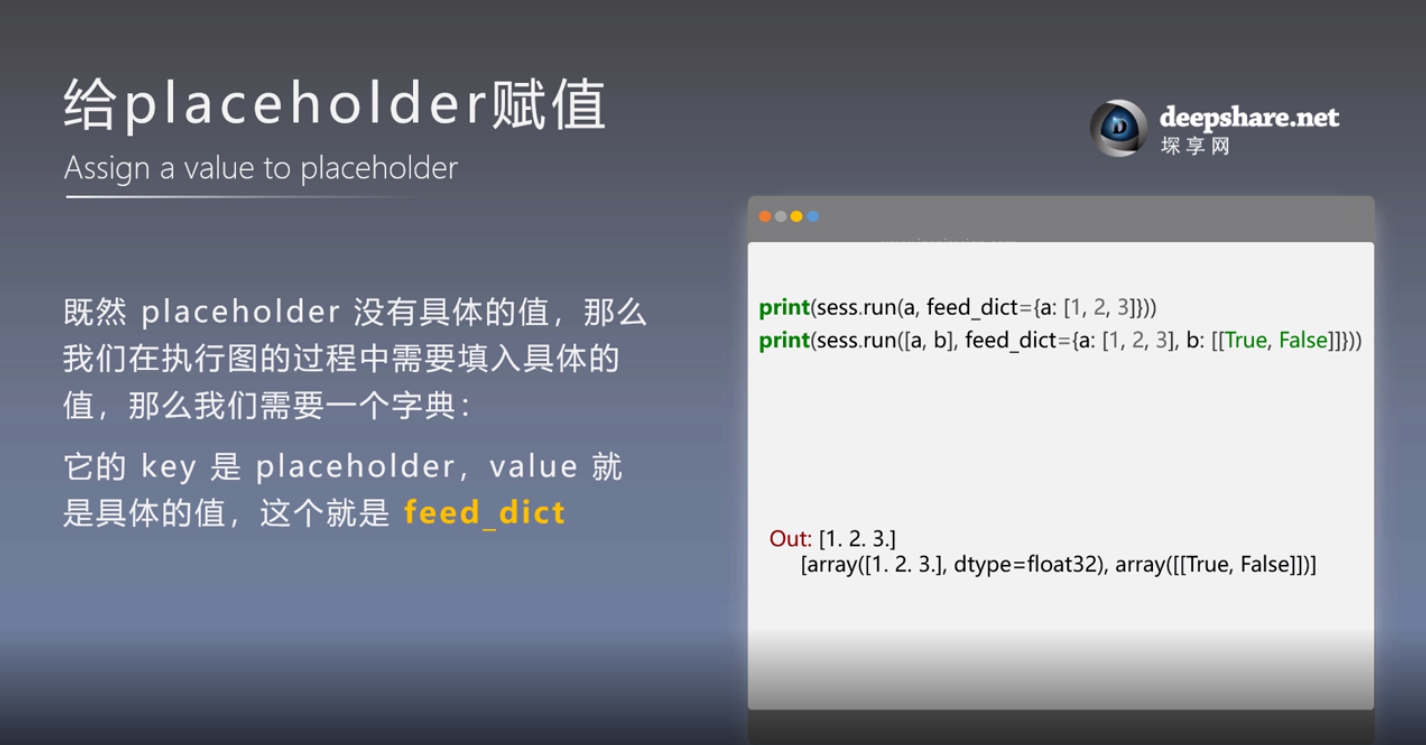 给placeholder赋值
Assign a value to placeholder
deepshare.net
深享网
既然 placeholder 没有具体的值，那么
我们在执行图的过程中需要填入具体的
值，那么我们需要一个字典：
它的 key 是 placeholder，value 就
是具体的值，这个就是 feed_dict
print(sess.run(a, feed_dict={a: [1, 2, 3]}))
print(sess.run([a, b], feed_dict={a: [1, 2, 3], b: [[True, False]]}))
Out: [1. 2. 3.]
[array([1. 2. 3.], dtype=float32), array([[True, False]])]